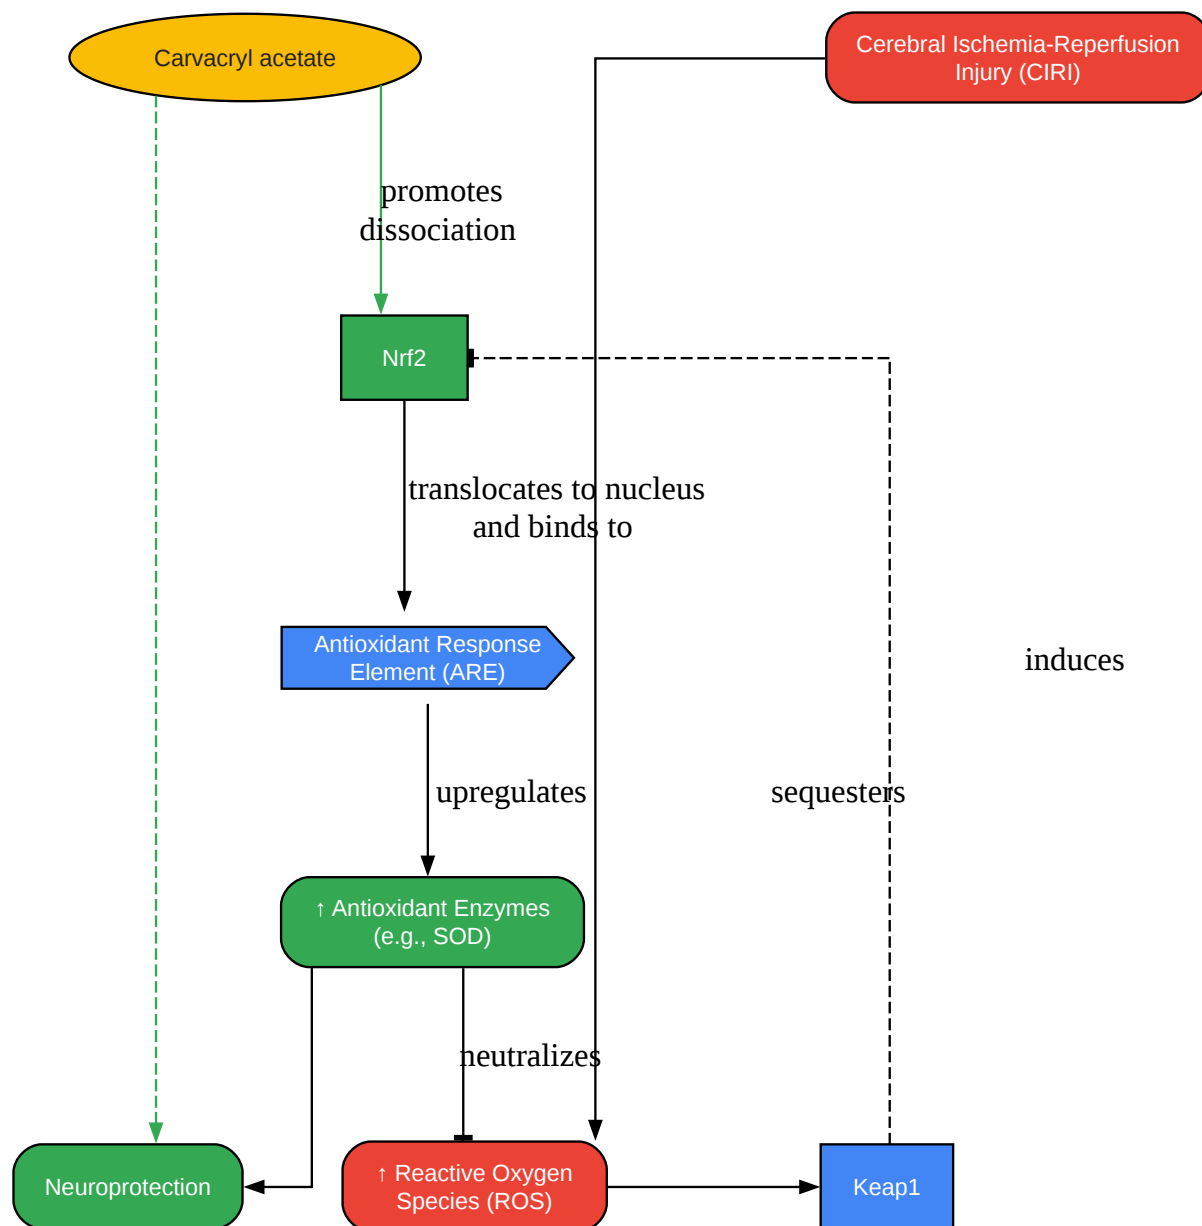 Carvacryl acetate
Cerebral Ischemia-Reperfusion
Injury (CIRI)
promotes
dissociation
Nrf2
translocates to nucleus
and binds to
Antioxidant Response
Element (ARE)
induces
upregulates
sequesters
↑ Antioxidant Enzymes
(e.g., SOD)
neutralizes
Neuroprotection
↑ Reactive Oxygen
Species (ROS)
Keap1